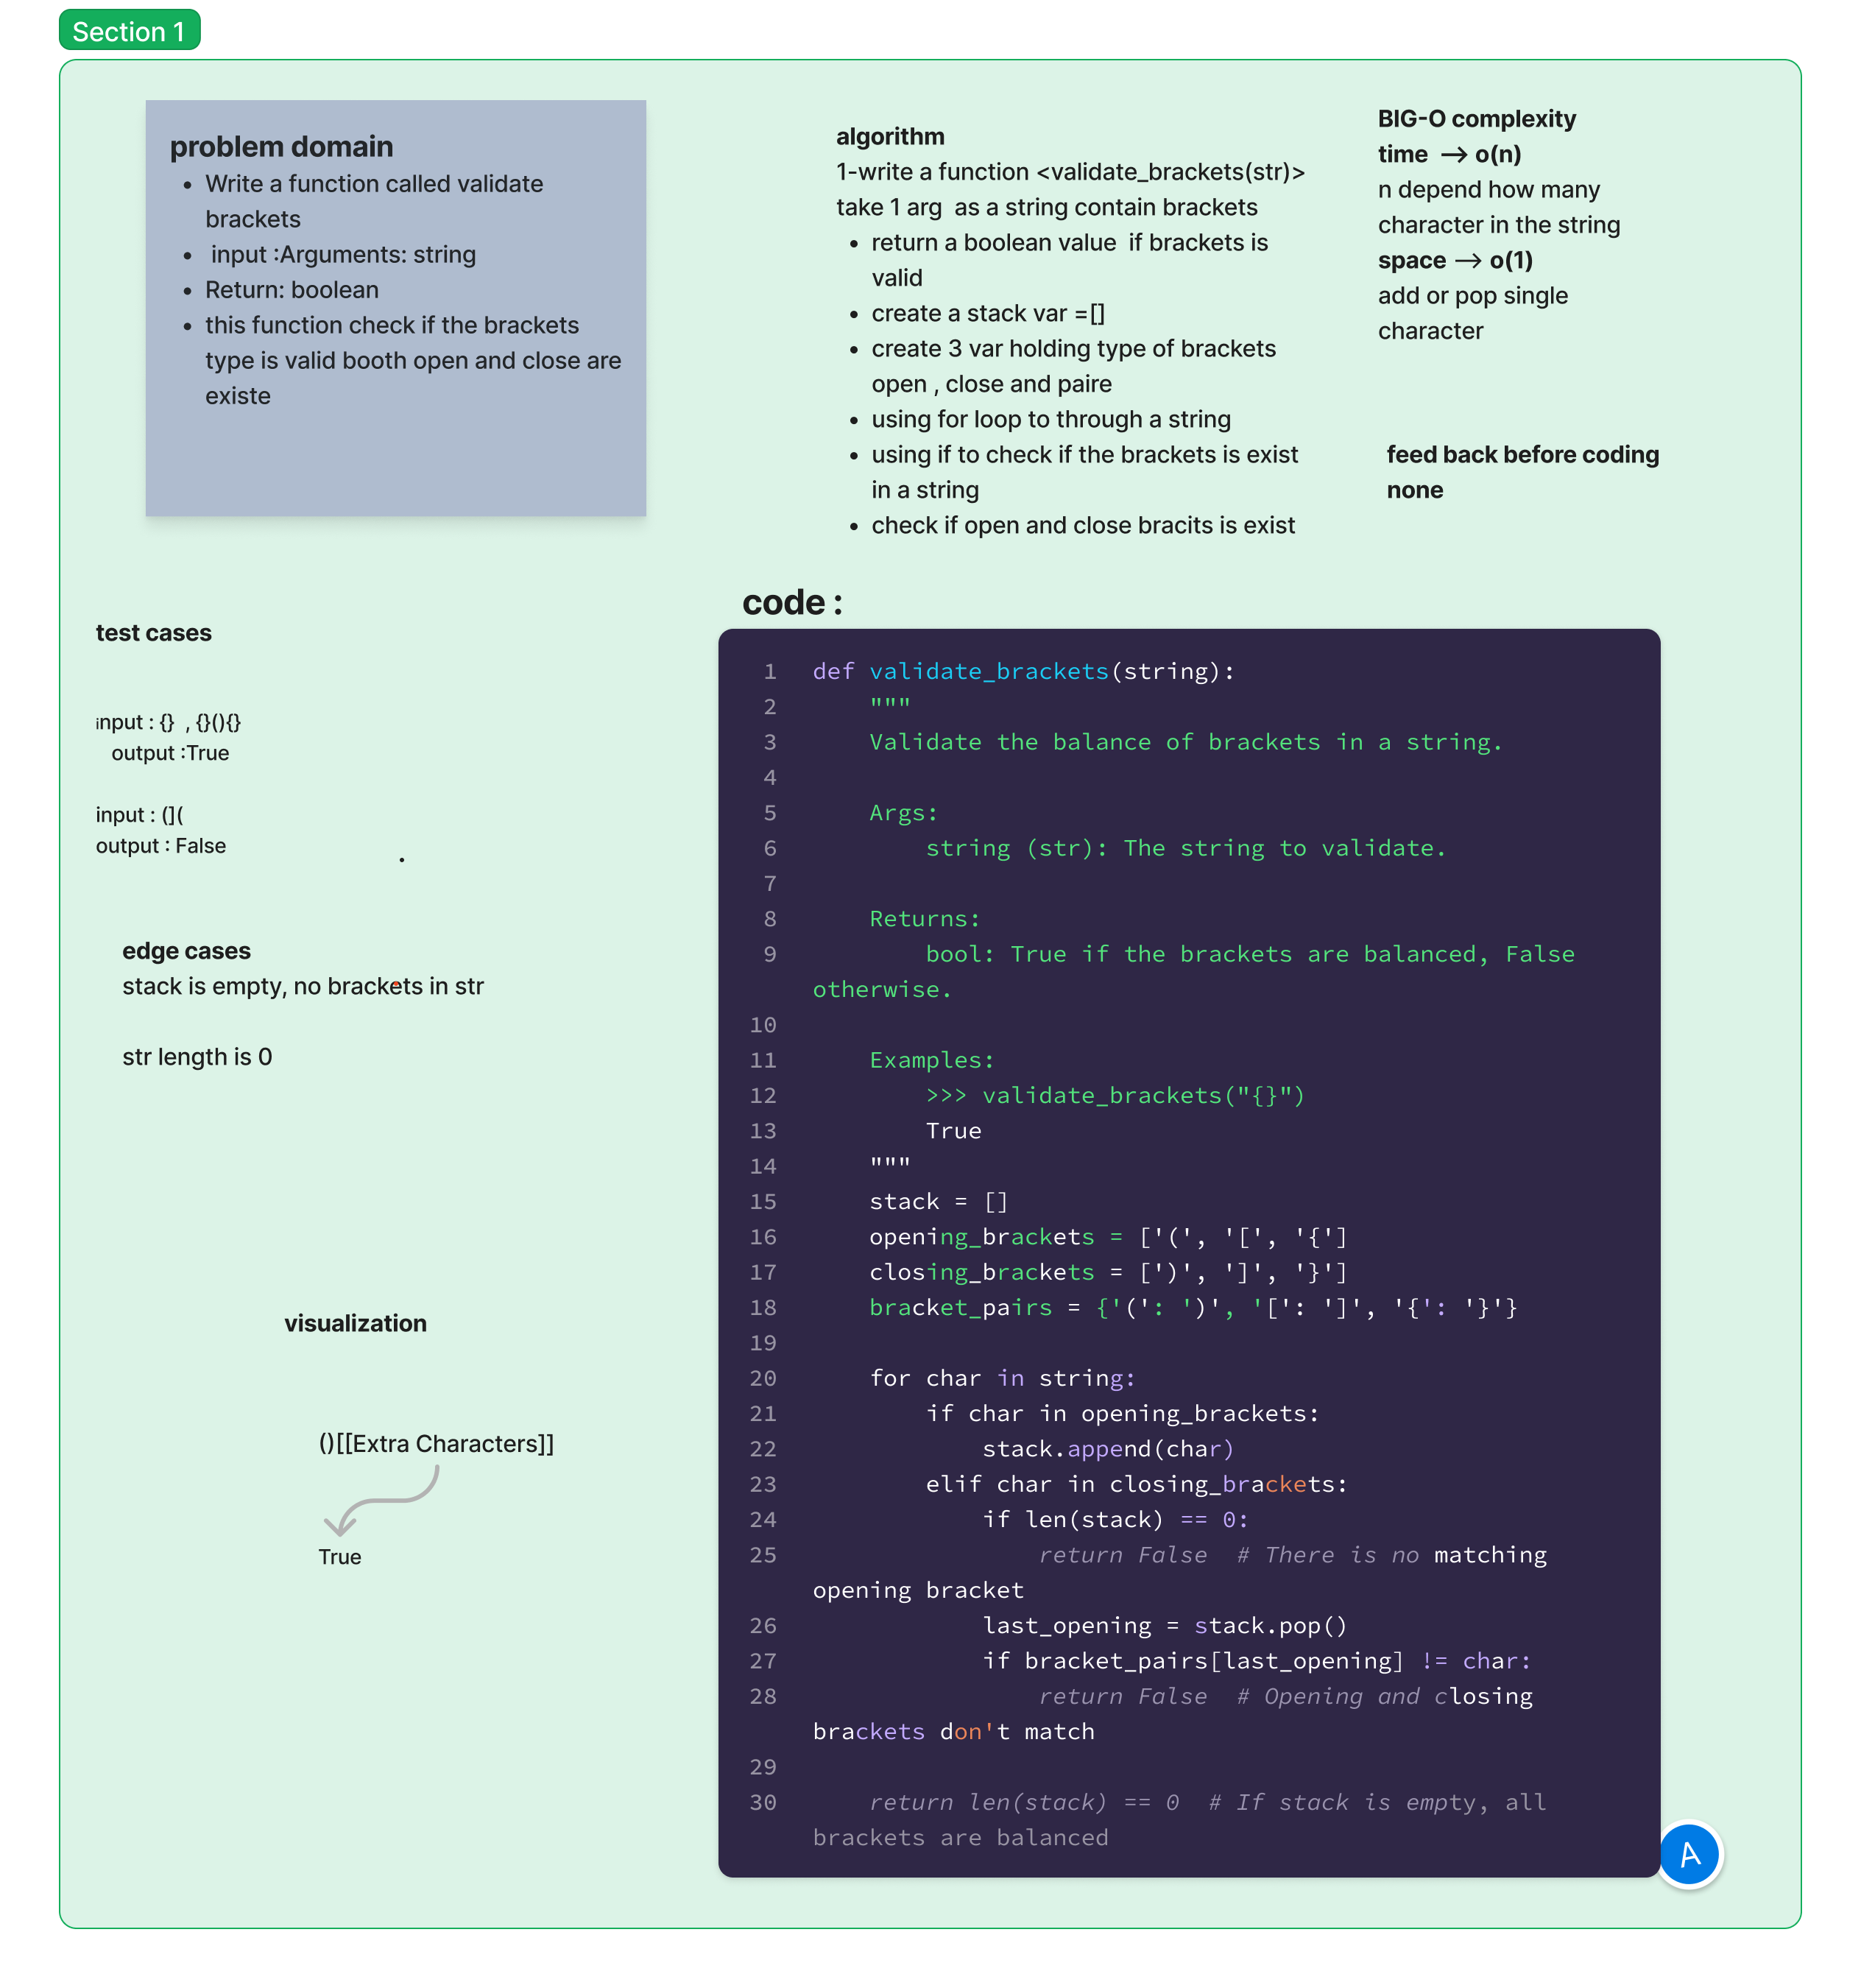 Section 1
problem domain
• Write a function called validate
brackets
• input :Arguments: string
• Return: boolean
• this function check if the brackets
type is valid booth open and close are
existe
algorithm
1-write a function <validate_brackets(str)>
take 1 arg  as a string contain brackets
• return a boolean value  if brackets is
valid
• create a stack var =[]
• create 3 var holding type of brackets
open , close and paire
• using for loop to through a string
• using if to check if the brackets is exist
in a string
• check if open and close bracits is exist
BIG-O complexity
time  → o(n)
n depend how many
character in the string
space → o(1)
add or pop single
character
feed back before coding
none
test cases
input : {}  , {}(){}
output :True
input : (](
output : False
edge cases
stack is empty, no brackets in str
str length is 0
visualization
()[[Extra Characters]]
True
code :
1 def validate_brackets(string):
2     """
3     Validate the balance of brackets in a string.
4
5     Args:
6         string (str): The string to validate.
7
8     Returns:
9         bool: True if the brackets are balanced, False
otherwise.
10
11     Examples:
12         >>> validate_brackets("{}")
13         True
14     """
15     stack = []
16     opening_brackets = ['(', '[', '{']
17     closing_brackets = [')', ']', '}']
18     bracket_pairs = {'(': ')', '[': ']', '{': '}'}
19
20     for char in string:
21         if char in opening_brackets:
22             stack.append(char)
23         elif char in closing_brackets:
24             if len(stack) == 0:
25                 return False  # There is no matching
opening bracket
26             last_opening = stack.pop()
27             if bracket_pairs[last_opening] != char:
28                 return False  # Opening and closing
brackets don't match
29
30     return len(stack) == 0  # If stack is empty, all
brackets are balanced
A